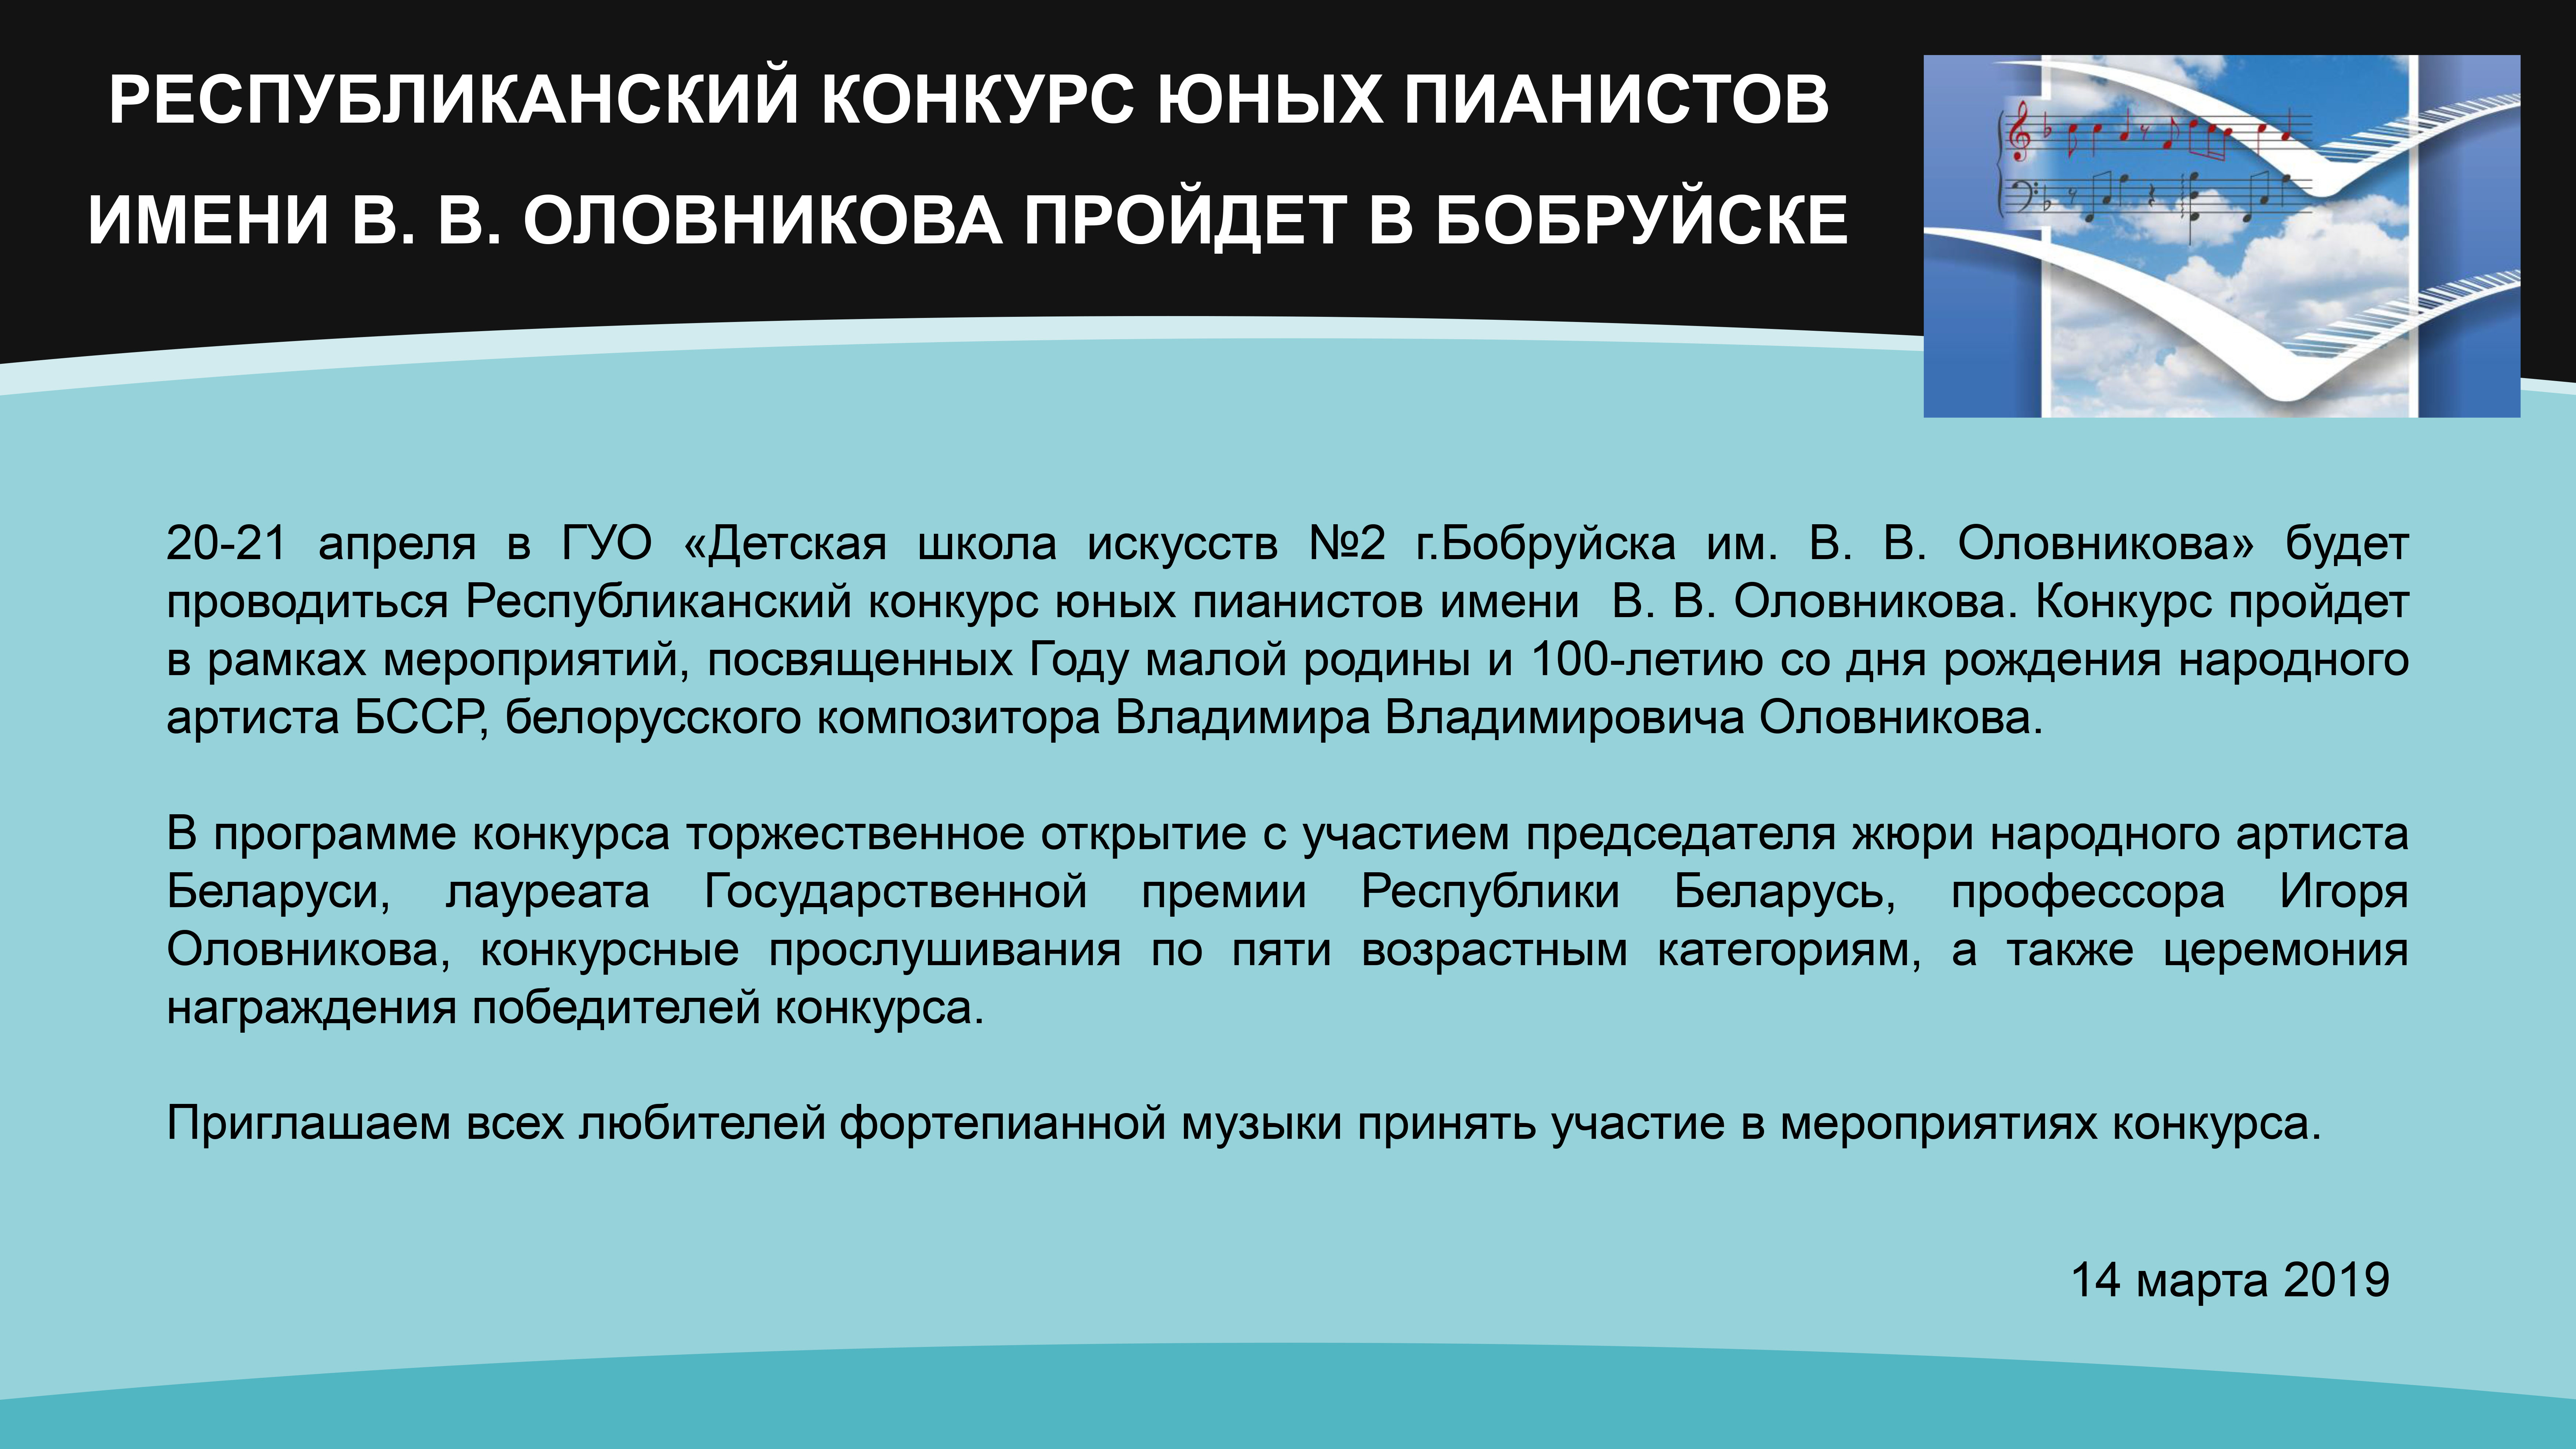 РЕСПУБЛИКАНСКИЙ КОНКУРС ЮНЫХ ПИАНИСТОВ
ИМЕНИ В. В. ОЛОВНИКОВА ПРОЙДЕТ В БОБРУЙСКЕ
20-21 апреля в ГУО «Детская школа искусств №2 г.Бобруйска им. В. В. Оловникова» будет
проводиться Республиканский конкурс юных пианистов имени В. В. Оловникова. Конкурс пройдет
в рамках мероприятий, посвященных Году малой родины и 100-летию со дня рождения народного
артиста БССР, белорусского композитора Владимира Владимировича Оловникова.
В программе конкурса торжественное открытие с участием председателя жюри народного артиста
Беларуси, лауреата Государственной премии Республики Беларусь, профессора Игоря
Оловникова, конкурсные прослушивания по пяти возрастным категориям, а также церемония
награждения победителей конкурса.
Приглашаем всех любителей фортепианной музыки принять участие в мероприятиях конкурса.
14 марта 2019